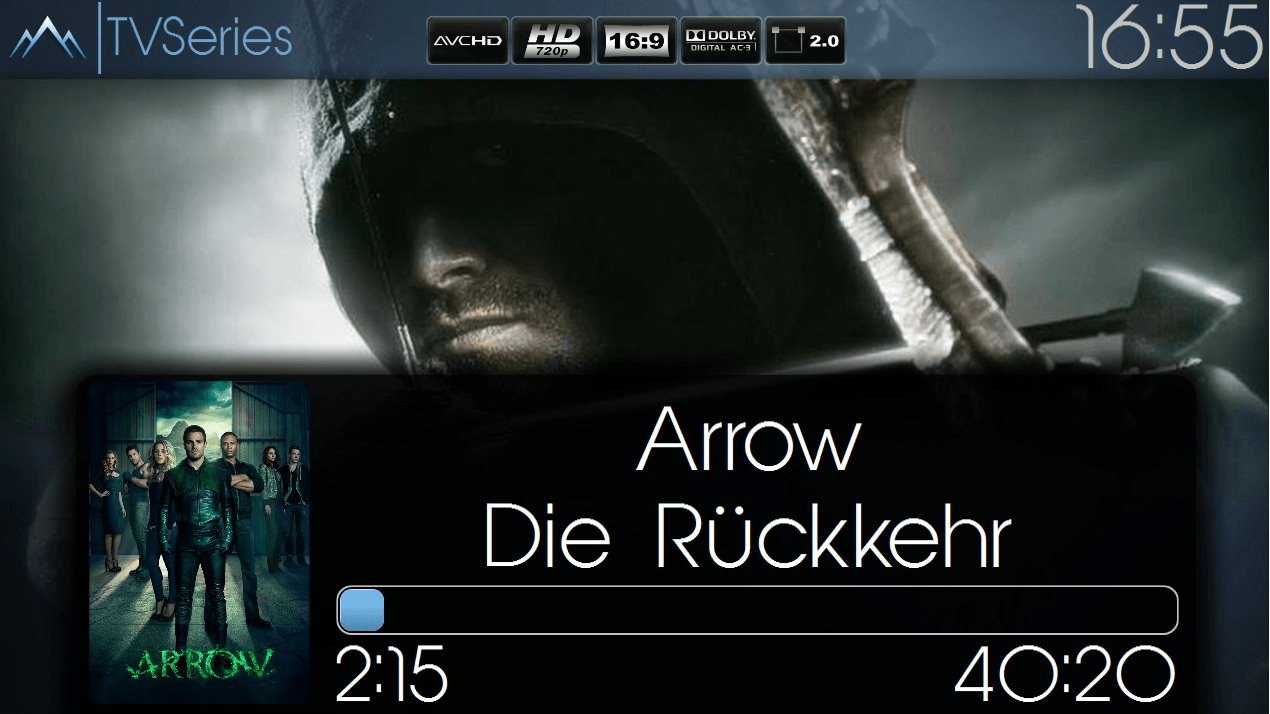 TVSeries
AVCHD
HD
720p
16:9
DOLBY
DIGITAL AC-3
2.0
16:55
Arrow
Die Rückkehr
ARROW
2:15
40:20